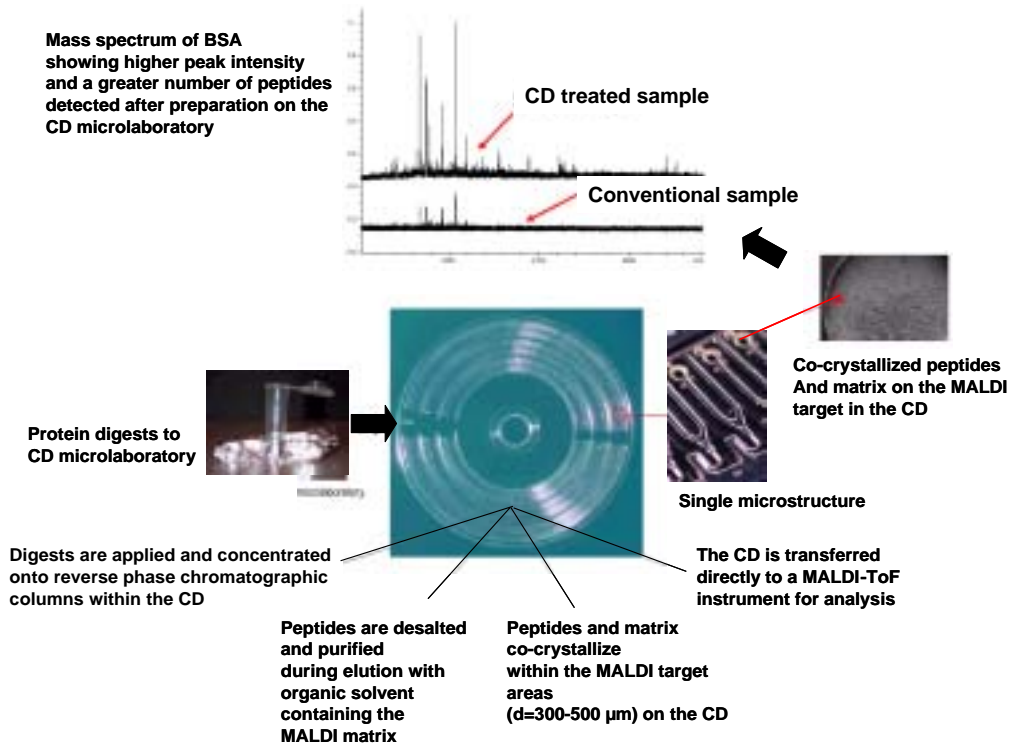 Mass spectrum of BSA
showing higher peak intensity
and a greater number of peptides
detected after preparation on the
CD microlaboratory
CD treated sample
Conventional sample
Co-crystallized peptides
And matrix on the MALDI
target in the CD
Protein digests to
CD microlaboratory
Single microstructure
Digests are applied and concentrated
onto reverse phase chromatographic
columns within the CD
The CD is transferred
directly to a MALDI-ToF
instrument for analysis
Peptides are desalted
and purified
during elution with
organic solvent
containing the
MALDI matrix
Peptides and matrix
co-crystallize
within the MALDI target
areas
(d=300-500 µm) on the CD